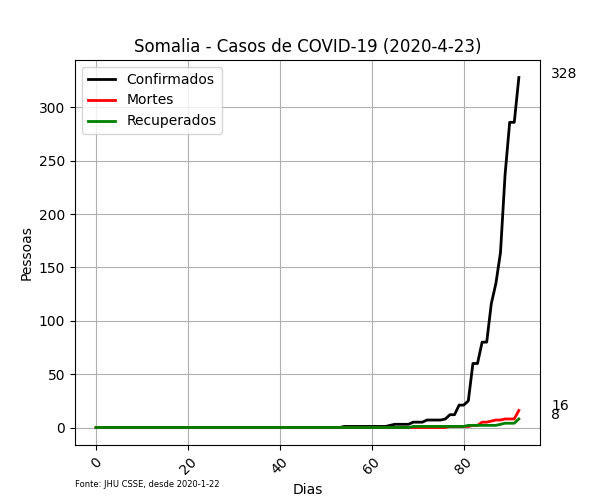 Somalia - Casos de COVID-19 (2020-4-23)
Confirmados
Mortes
Recuperados
328
300
250
200
150
100
50
0
16
8
Pessoas
0
20
40
60
80
Dias
Fonte: JHU CSSE, desde 2020-1-22